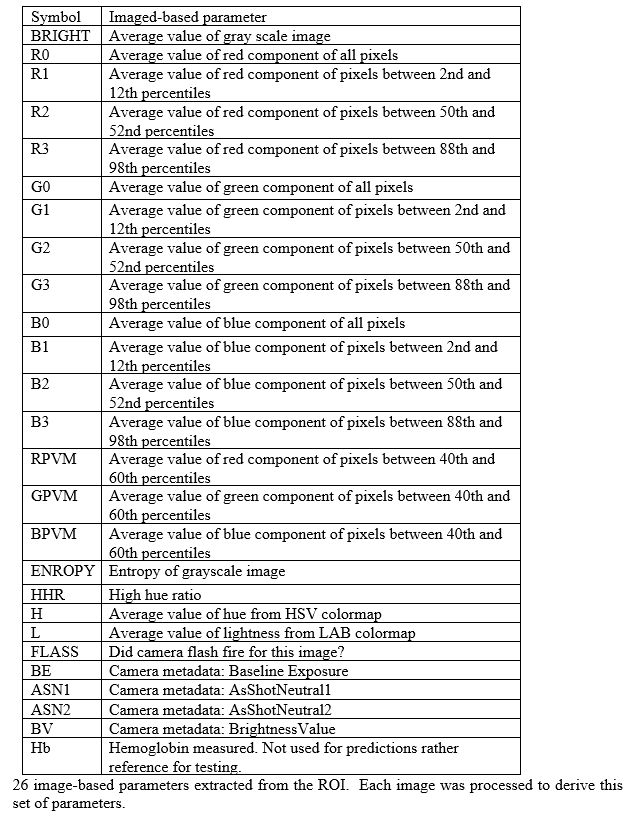 Symbol Imaged-based parameter
BRIGHT Average value of gray scale image
R0 Average value of red component of all pixels
R1 Average value of red component of pixels between 2nd and
12th percentiles
R2 Average value of red component of pixels between 50th and
52nd percentiles
R3 Average value of red component of pixels between 88th and
98th percentiles
G0 Average value of green component of all pixels
G1 Average value of green component of pixels between 2nd and
12th percentiles
G2 Average value of green component of pixels between 50th and
52nd percentiles
G3 Average value of green component of pixels between 88th and
98th percentiles
B0 Average value of blue component of all pixels
B1 Average value of blue component of pixels between 2nd and
12th percentiles
B2 Average value of blue component of pixels between 50th and
52nd percentiles
B3 Average value of blue component of pixels between 88th and
98th percentiles
RPVM Average value of red component of pixels between 40th and
60th percentiles
GPVM Average value of green component of pixels between 40th and
60th percentiles
BPVM Average value of blue component of pixels between 40th and
60th percentiles
ENROPY Entropy of grayscale image
HHR High hue ratio
H Average value of hue from HSV colormap
L Average value of lightness from LAB colormap
FLASS Did camera flash fire for this image?
BE Camera metadata: Baseline Exposure
ASN1 Camera metadata: AsShotNeutral1
ASN2 Camera metadata: AsShotNeutral2
BV Camera metadata: BrightnessValue
Hb Hemoglobin measured. Not used for predictions rather
reference for testing.
26 image-based parameters extracted from the ROI. Each image was processed to derive this
set of parameters.